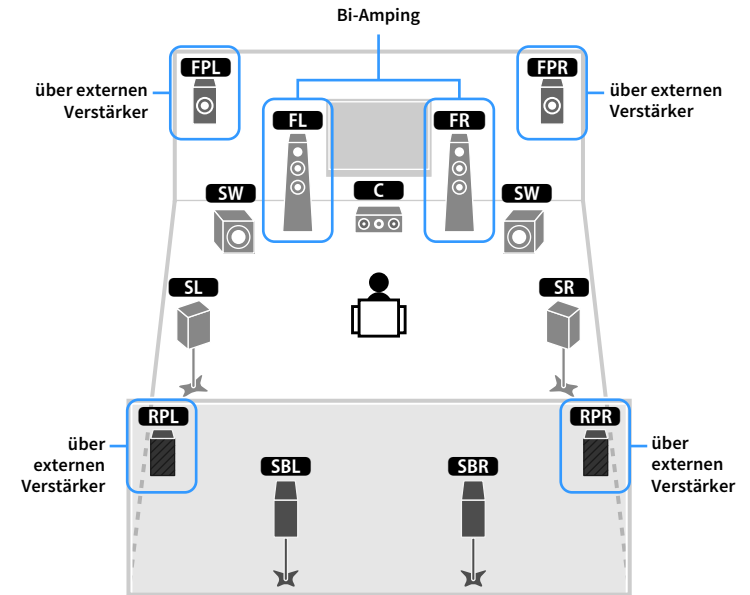 Bi-Amping
FPL
FPR
über externen
Verstärker
über externen
Verstärker
FL
FR
SW
C
SW
SL
SR
RPL
RPR
über
externen
Verstärker
über
externen
Verstärker
SBL
SBR